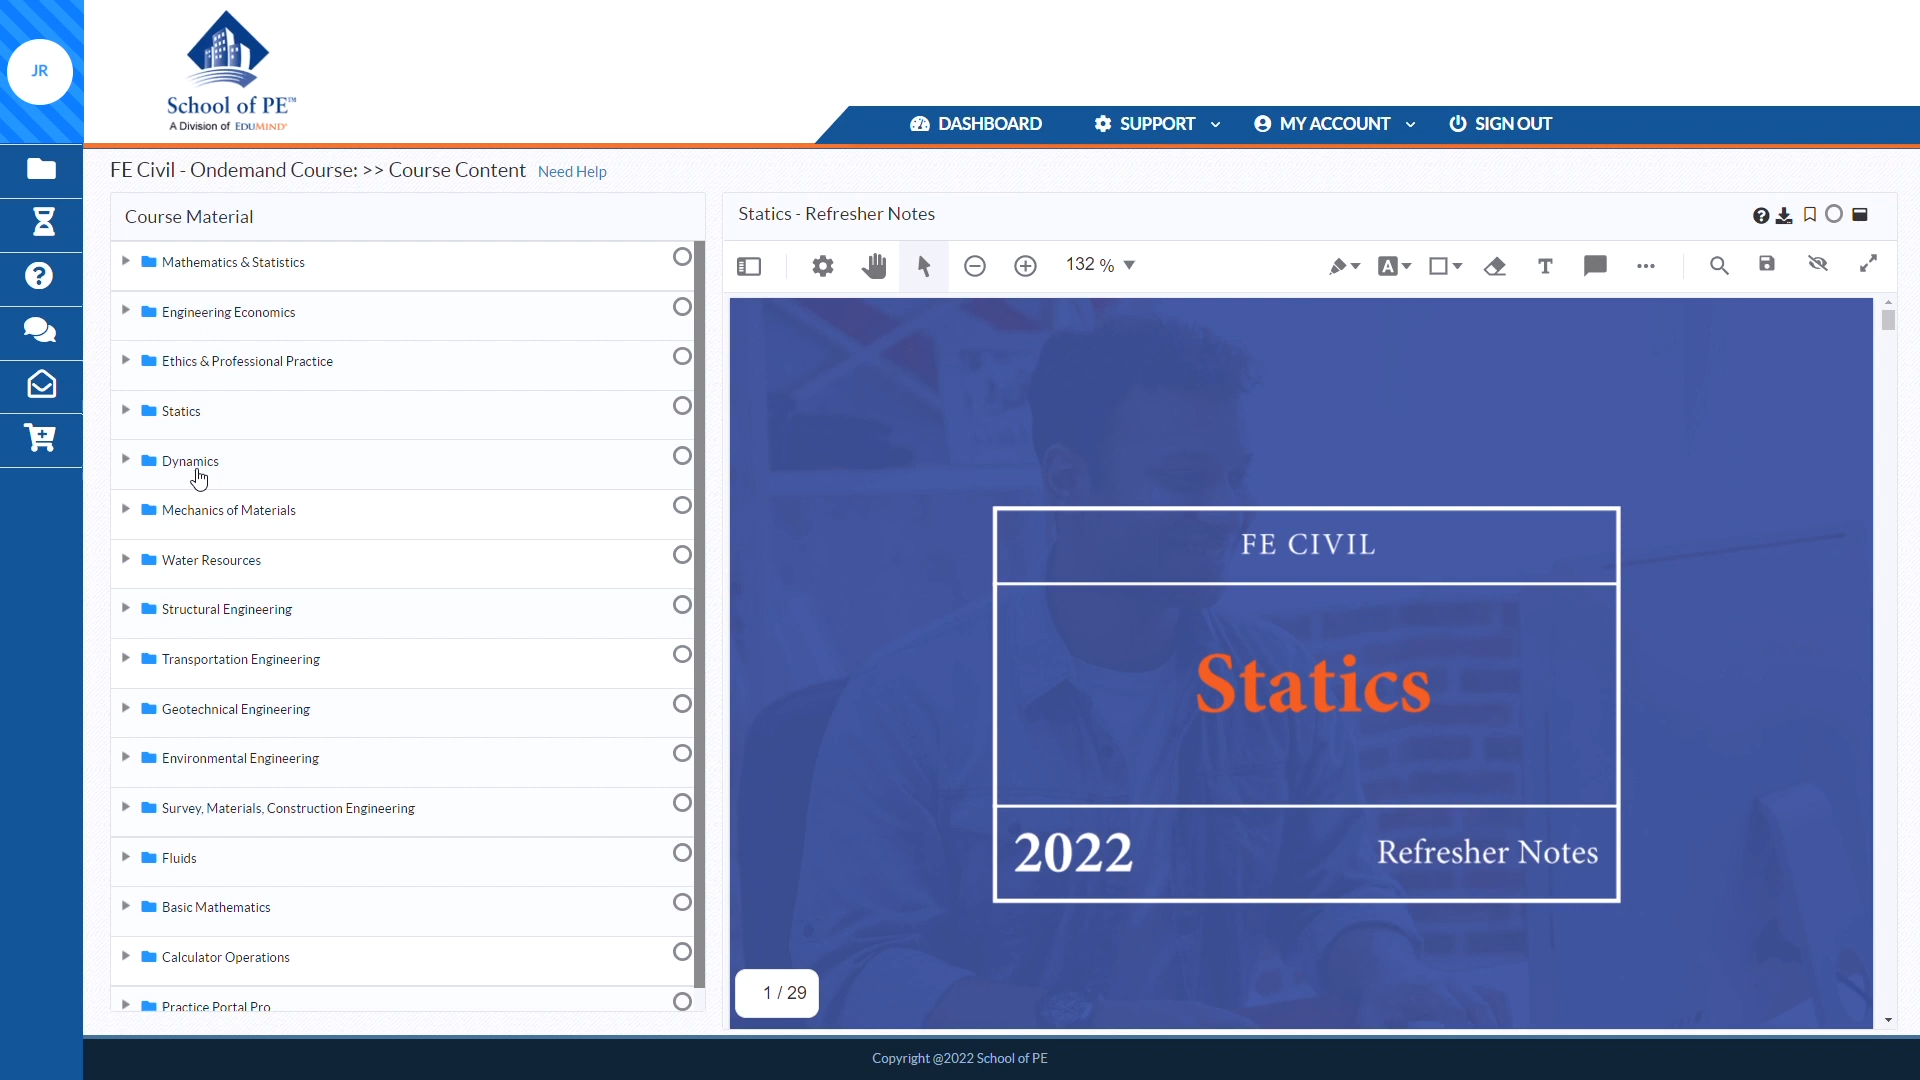 JR
School of PE™
A Division of EDUMIND®
DASHBOARD
SUPPORT
MY ACCOUNT
SIGN OUT
FE Civil - Ondemand Course: >> Course Content
Need Help
Course Material
Mathematics & Statistics
Engineering Economics
Ethics & Professional Practice
Statics
Dynamics
Mechanics of Materials
Water Resources
Structural Engineering
Transportation Engineering
Geotechnical Engineering
Environmental Engineering
Survey, Materials, Construction Engineering
Fluids
Basic Mathematics
Calculator Operations
Practice Portal Pro
Statics - Refresher Notes
132 %
FE CIVIL
Statics
2022
Refresher Notes
1 / 29
Copyright @2022 School of PE